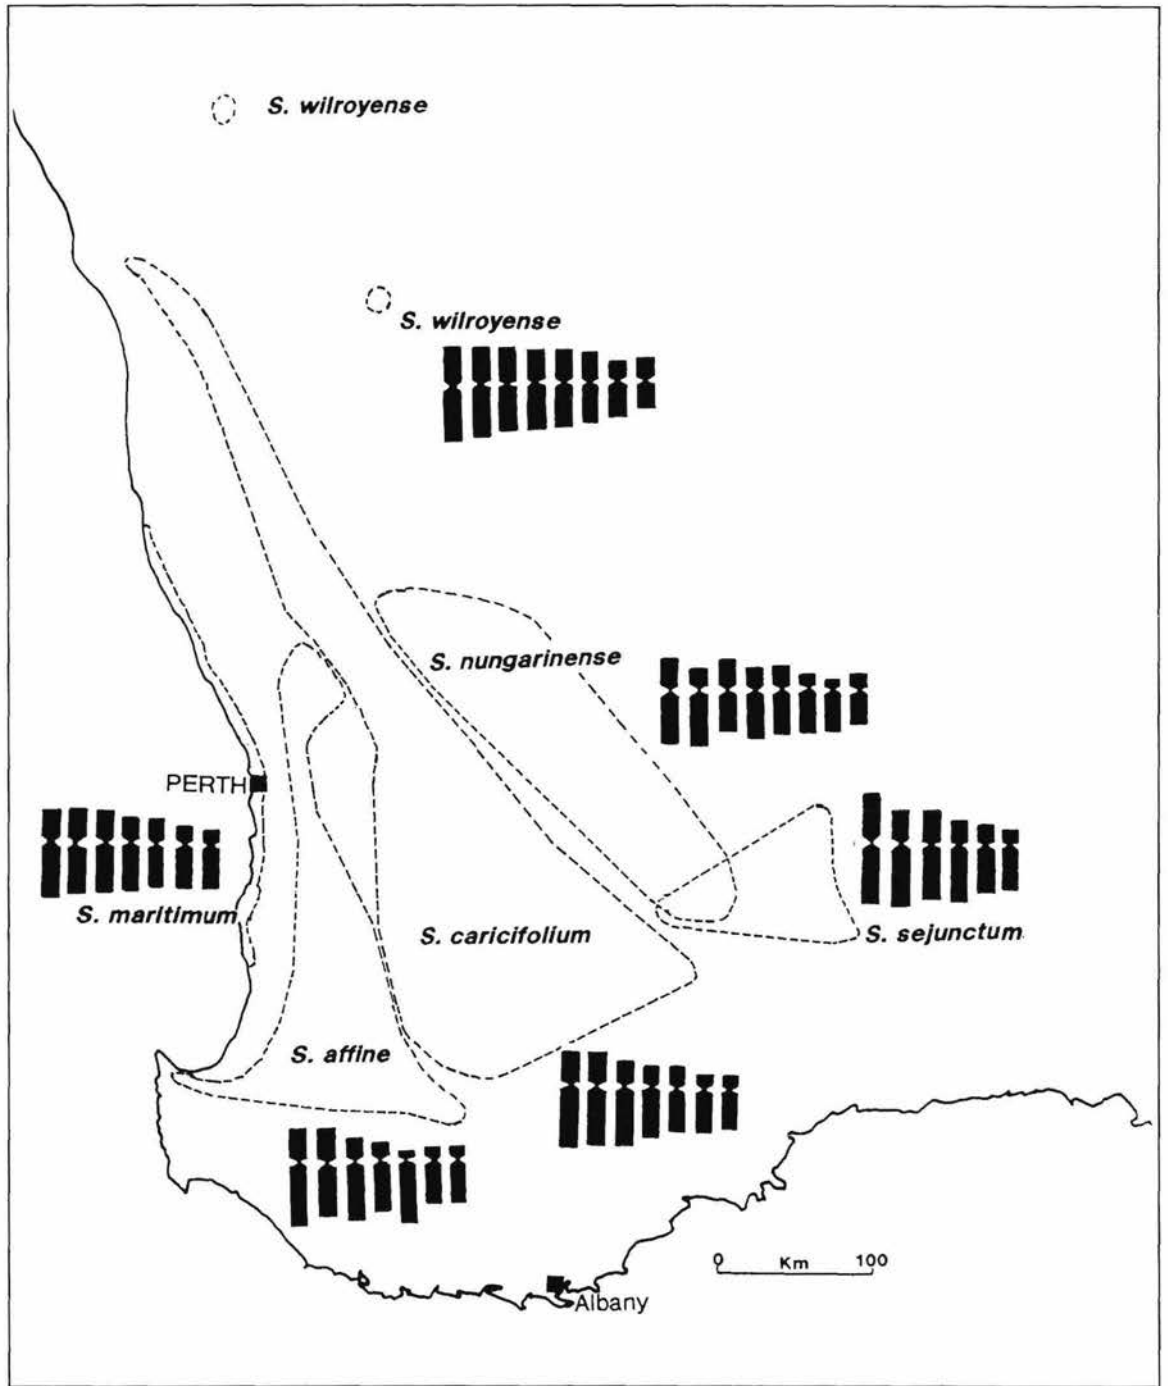 S. wilroyense
S. wilroyense
S. nungarinense
PERTH
S. maritimum
S. caricifolium
S. sejunctum
S. affine
0 Km 100
Albany